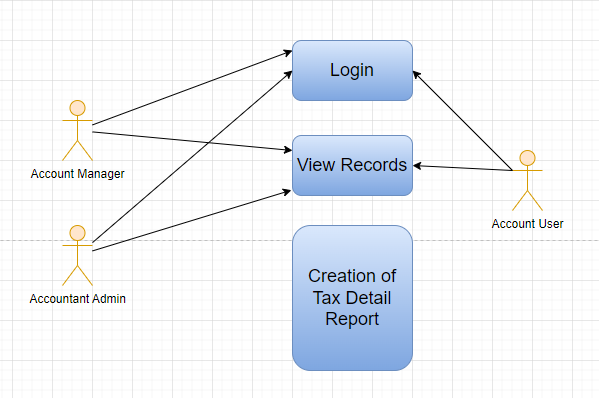 Login
Account Manager
View Records
Account User
Accountant Admin
Creation of
Tax Detail
Report